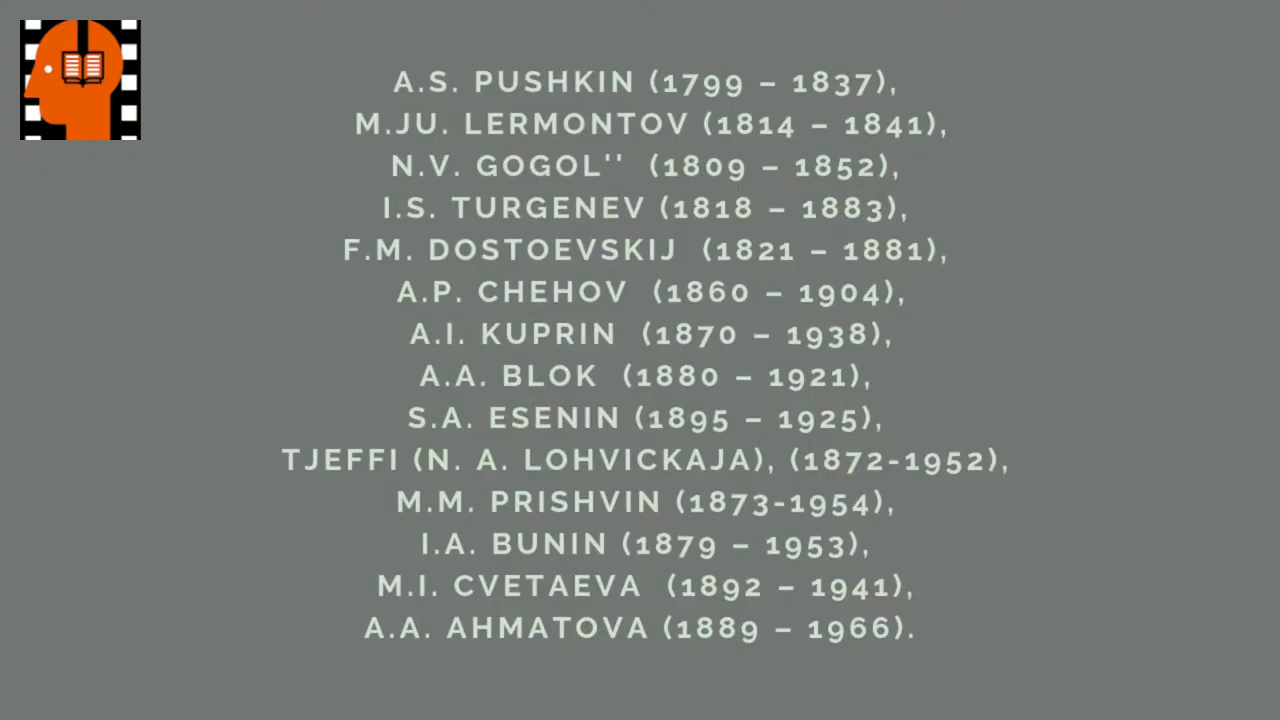 A.S. PUSHKIN (1799 – 1837),
M.JU. LERMONTOV (1814 – 1841),
N.V. GOGOL'' (1809 – 1852),
I.S. TURGENEV (1818 – 1883),
F.M. DOSTOEVSKIJ (1821 – 1881),
A.P. CHEHOV (1860 – 1904),
A.I. KUPRIN (1870 – 1938),
A.A. BLOK (1880 – 1921),
S.A. ESENIN (1895 – 1925),
TJEFFI (N. A. LOHVICKAJA), (1872-1952),
M.M. PRISHVIN (1873-1954),
I.A. BUNIN (1879 – 1953),
M.I. CVETAEVA (1892 – 1941),
A.A. AHMATOVA (1889 – 1966).